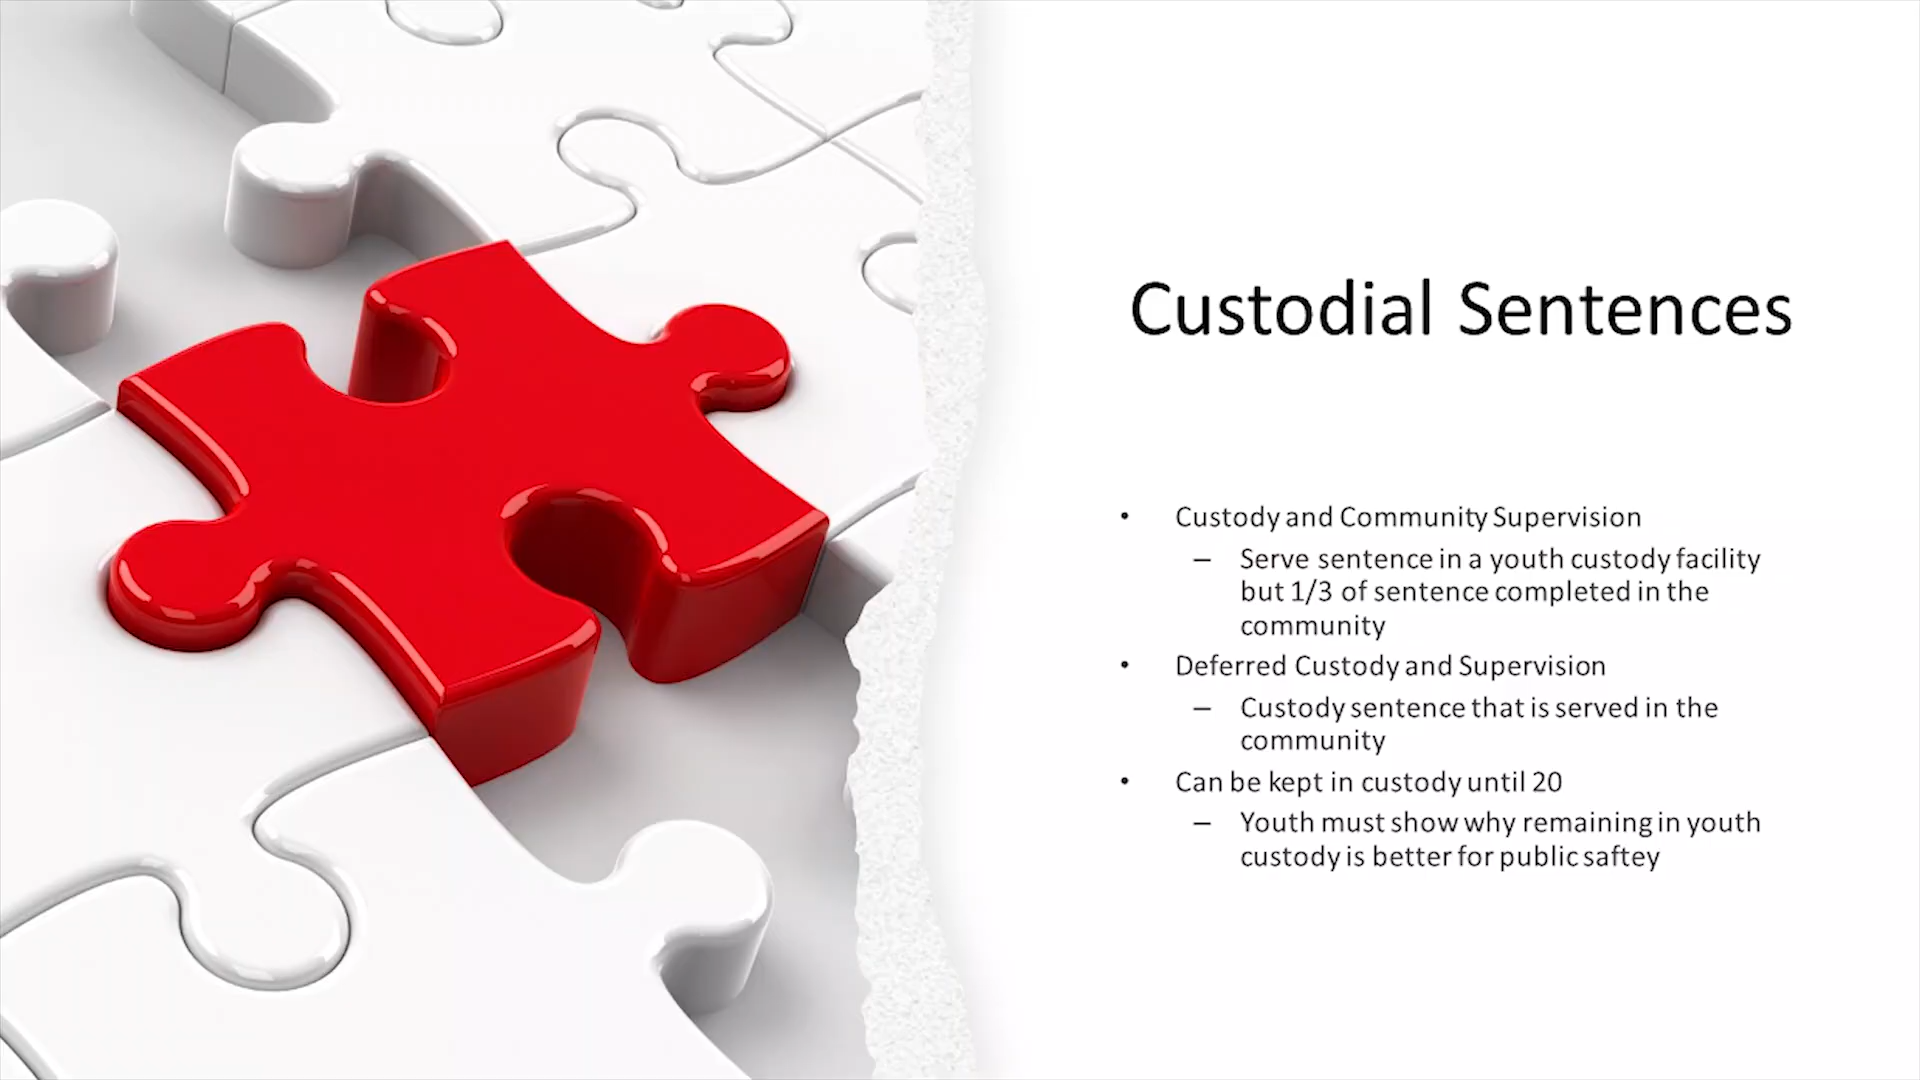 Custodial Sentences
• Custody and Community Supervision
– Serve sentence in a youth custody facility
but 1/3 of sentence completed in the
community
• Deferred Custody and Supervision
– Custody sentence that is served in the
community
• Can be kept in custody until 20
– Youth must show why remaining in youth
custody is better for public saftey